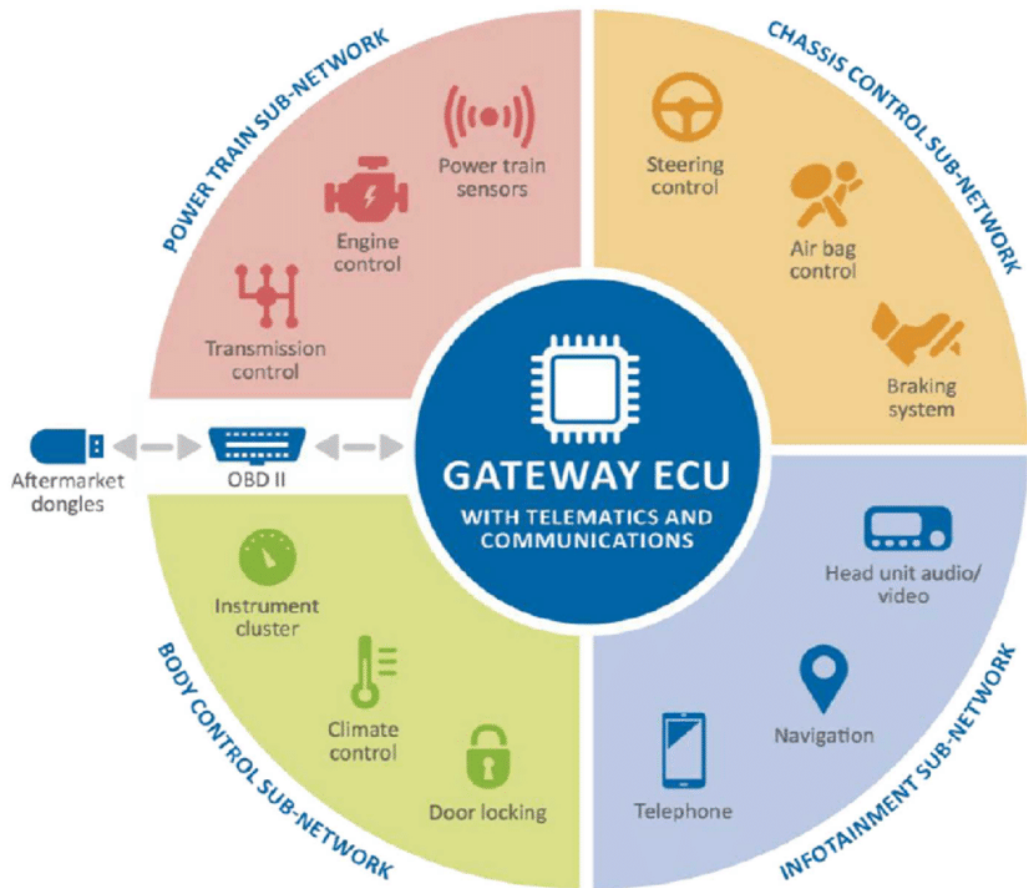 POWER TRAIN SUB-NETWORK
Power train
sensors
Engine
control
Transmission
control
CHASSIS CONTROL SUB-NETWORK
Steering
control
Air bag
control
Braking
system
Aftermarket
dongles
OBD II
GATEWAY ECU
WITH TELEMATICS AND
COMMUNICATIONS
BODY CONTROL SUB-NETWORK
Instrument
cluster
Climate
control
Door locking
INFOTAINMENT SUB-NETWORK
Head unit audio/
video
Navigation
Telephone